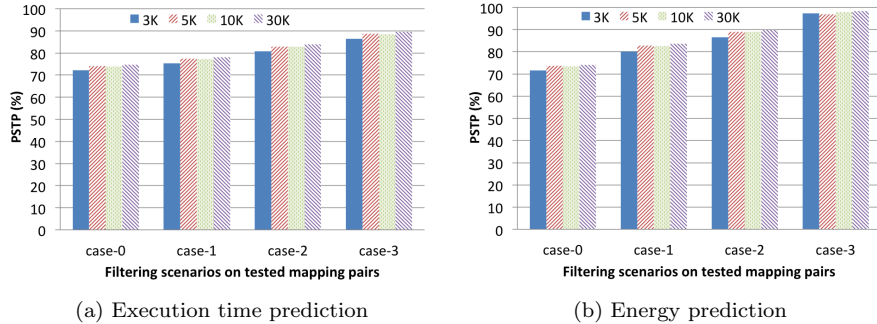 3K 5K 10K 30K
100
90
80
70
60
50
40
30
20
10
0
PSTP (%)
case-0 case-1 case-2 case-3
Filtering scenarios on tested mapping pairs
(a) Execution time prediction
3K 5K 10K 30K
100
90
80
70
60
50
40
30
20
10
0
PSTP (%)
case-0 case-1 case-2 case-3
Filtering scenarios on tested mapping pairs
(b) Energy prediction